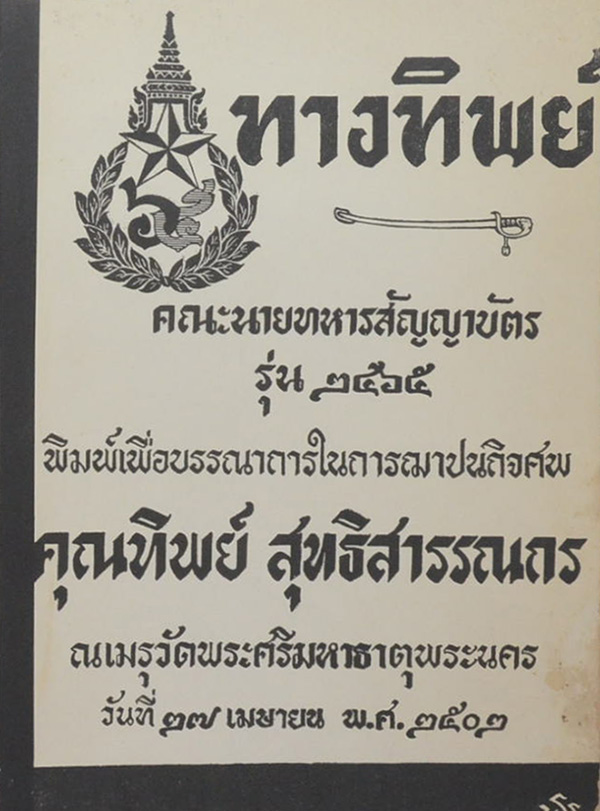 ทางทิพย์
๖๕
คณะนายทหารสัญญาบัตร
รุ่น ๒๔๖๕
พิมพ์เพื่อบรรณาการในการฌาปนกิจศพ
คุณทิพย์ สุทธิสารรณกร
ณเมรุวัดพระศรีมหาธาตุพระนคร
วันที่ ๒๗ เมษายน พ.ศ. ๒๕๐๒